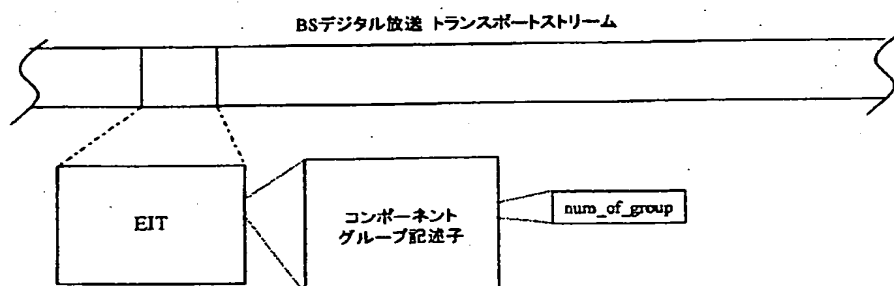 BSデジタル放送 トランスポートストリーム
EIT
コンポーネント
グループ記述子
num_of_group